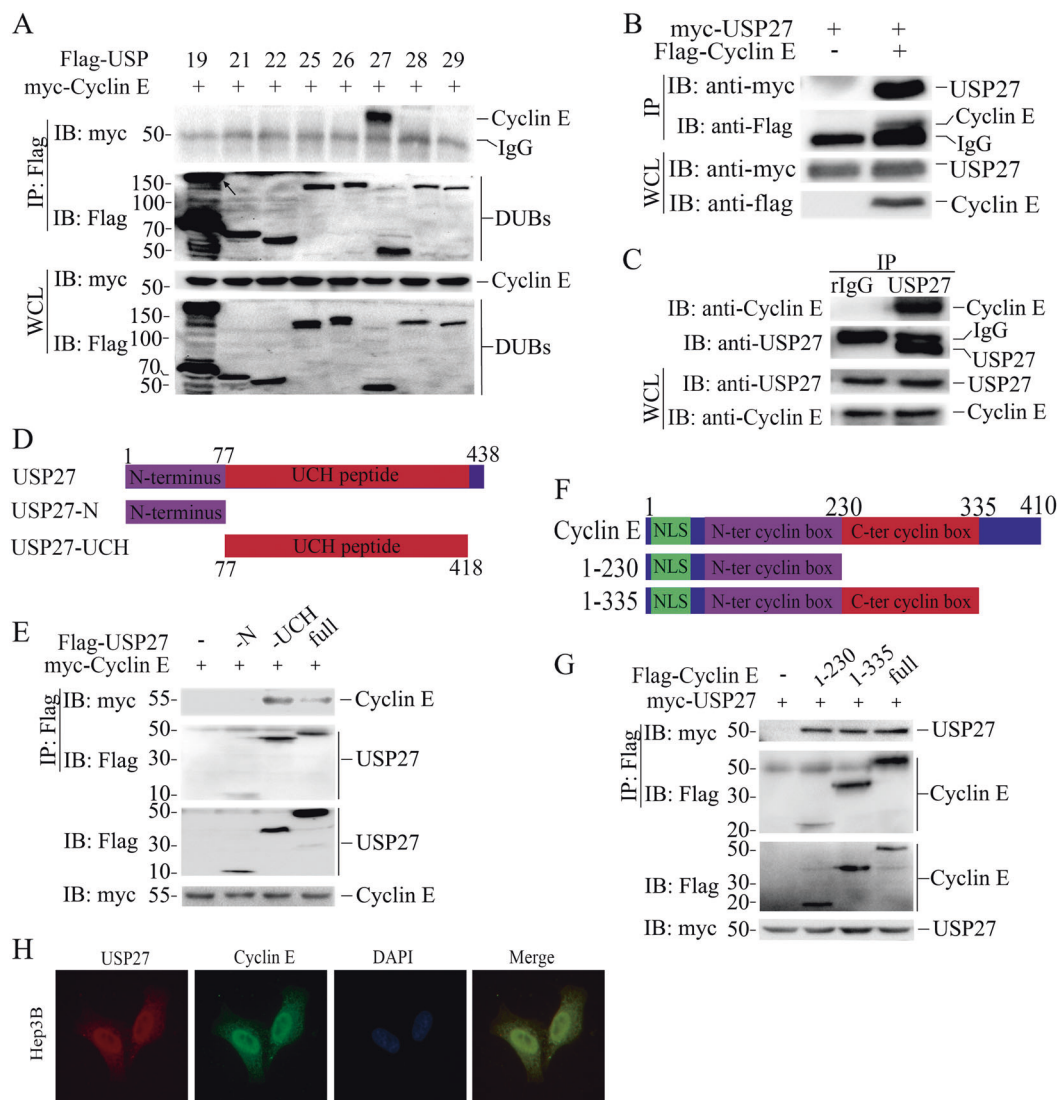 A
Flag-USP 19 21 22 25 26 27 28 29
myc-Cyclin E + + + + + + + +
IP: Flag
IB: myc 50- Cyclin E
IgG
IB: Flag 150- 100- 70- 50- DUBs
WCL
IB: myc 50- Cyclin E
IB: Flag 150- 100- 70- 50- DUBs
B
myc-USP27 + +
Flag-Cyclin E - +
IP
IB: anti-myc USP27
IB: anti-Flag Cyclin E
IgG
WCL
IB: anti-myc USP27
IB: anti-flag Cyclin E
C
IP
rIgG USP27
IB: anti-Cyclin E Cyclin E
IB: anti-USP27 IgG
USP27
WCL
IB: anti-USP27 USP27
IB: anti-Cyclin E Cyclin E
D
1 77 438
USP27 N-terminus UCH peptide
USP27-N N-terminus
USP27-UCH UCH peptide
77 418
E
Flag-USP27 - -N -UCH full
myc-Cyclin E + + + +
IP: Flag
IB: myc 55- Cyclin E
IB: Flag 50- 30- 10- USP27
IB: Flag 50- 30- 10- USP27
IB: myc 55- Cyclin E
F
1 230 335 410
Cyclin E NLS N-ter cyclin box C-ter cyclin box
1-230 NLS N-ter cyclin box
1-335 NLS N-ter cyclin box C-ter cyclin box
G
Flag-Cyclin E - 1-230 1-335 full
myc-USP27 + + + +
IP: Flag
IB: myc 50- USP27
IB: Flag 50- 30- 20- Cyclin E
IB: Flag 50- 30- 20- Cyclin E
IB: myc 50- USP27
H
USP27 Cyclin E DAPI Merge
Hep3B